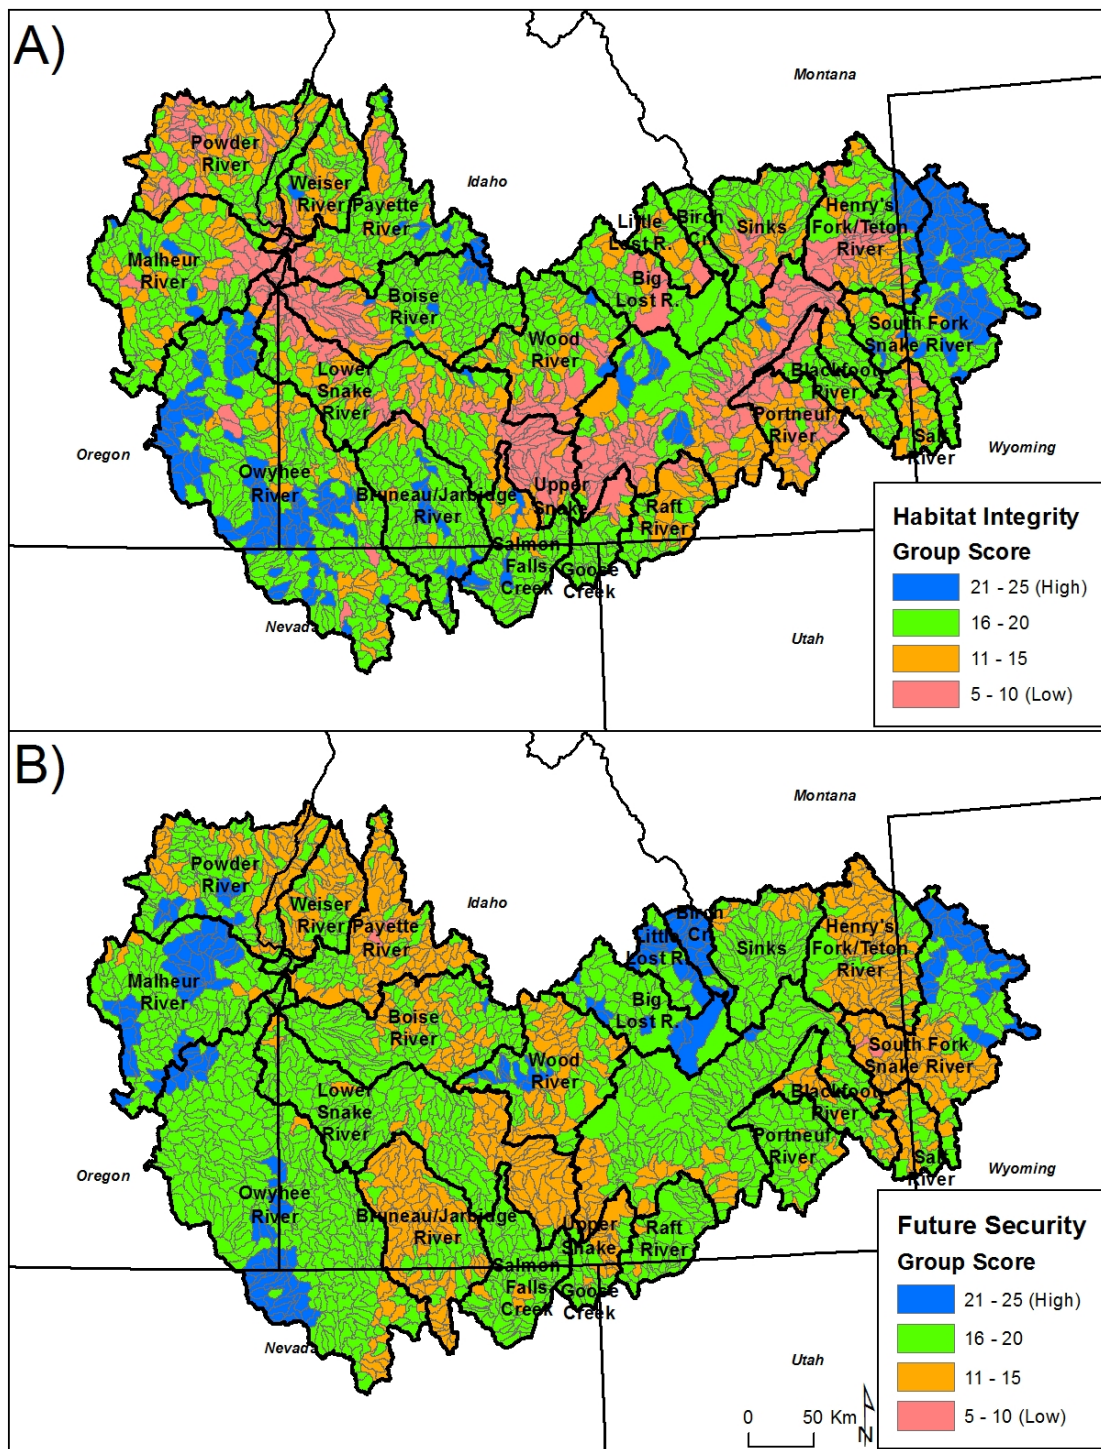 A)
Montana
Powder
River
Idaho
Weiser
River
Payette
River
Little
Lost R.
Birch
Cr.
Sinks
Henry's
Fork/Teton
River
Malheur
River
Big
Lost R.
Boise
River
Wood
River
South Fork
Snake River
Lower
Snake
River
Blackfoot
River
Portneuf
River
Salt
River
Wyoming
Oregon
Owyhee
River
Bruneau/Jarbidge
River
Upper
Snake
Raft
River
Salmon
Falls
Creek
Goose
Creek
Nevada
Utah
Habitat Integrity
Group Score
21 - 25 (High)
16 - 20
11 - 15
5 - 10 (Low)
B)
Montana
Powder
River
Idaho
Weiser
River
Payette
River
Birch
Cr.
Little
Lost R.
Sinks
Henry's
Fork/Teton
River
Malheur
River
Big
Lost R.
Boise
River
Wood
River
South Fork
Snake River
Lower
Snake
River
Blackfoot
River
Portneuf
River
Salt
River
Wyoming
Oregon
Owyhee
River
Bruneau/Jarbidge
River
Upper
Snake
Raft
River
Salmon
Falls
Creek
Goose
Creek
Nevada
Utah
Future Security
Group Score
21 - 25 (High)
16 - 20
11 - 15
5 - 10 (Low)
0 50 Km
N